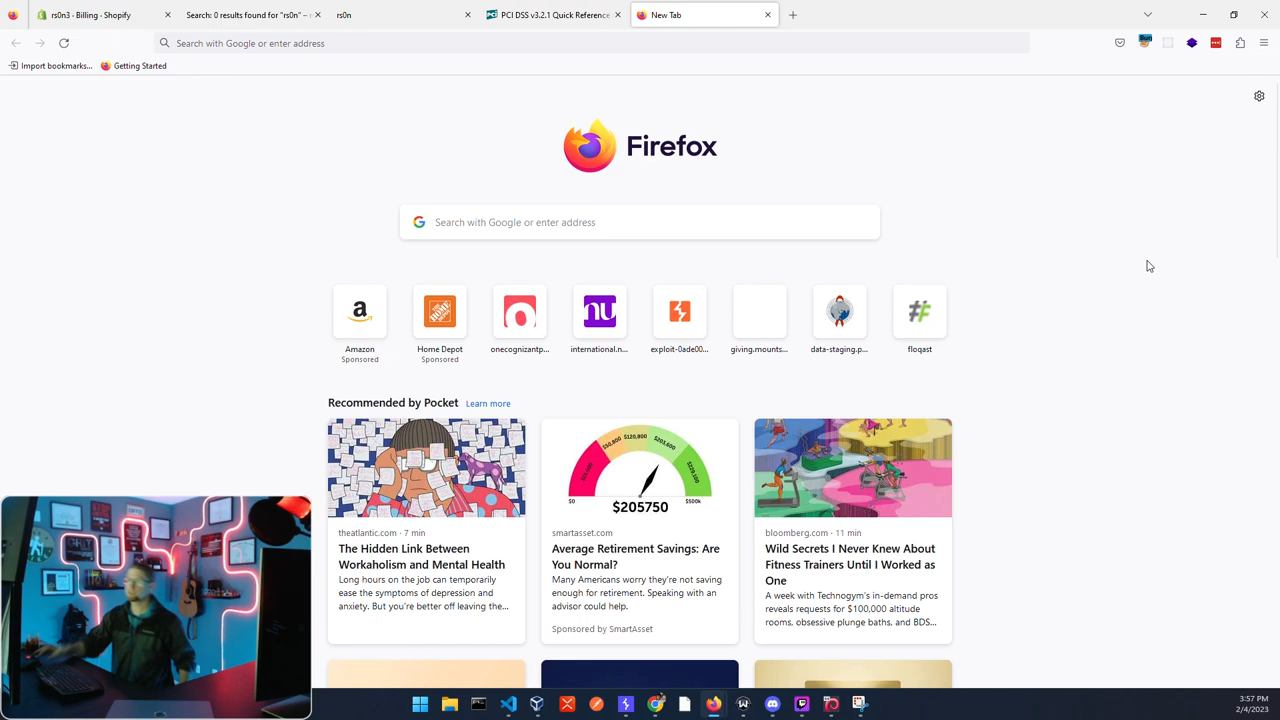 rs0n3 · Billing · Shopify
Search: 0 results found for "rs0n" –
rs0n
PCI DSS v3.2.1 Quick Reference
New Tab
Search with Google or enter address
Import bookmarks...
Getting Started
Firefox
Search with Google or enter address
Amazon
Sponsored
Home Depot
Sponsored
onecognizantp...
international.n...
exploit-0ade00...
giving.mounts...
data-staging.p...
floqast
Recommended by Pocket
Learn more
$50,800
$120,800
$203,600
$0
$500k
$205750
theatlantic.com · 7 min
The Hidden Link Between
Workaholism and Mental Health
Long hours on the job can temporarily
ease the symptoms of depression and
anxiety. But you're better off leaving the...
smartasset.com
Average Retirement Savings: Are
You Normal?
Many Americans worry they're not saving
enough for retirement. Speaking with an
advisor could help.
Sponsored by SmartAsset
bloomberg.com · 11 min
Wild Secrets I Never Knew About
Fitness Trainers Until I Worked as
One
A week with Technogym's in-demand pros
reveals requests for $100,000 altitude
rooms, obsessive plunge baths, and BDS...
3:57 PM
2/4/2023